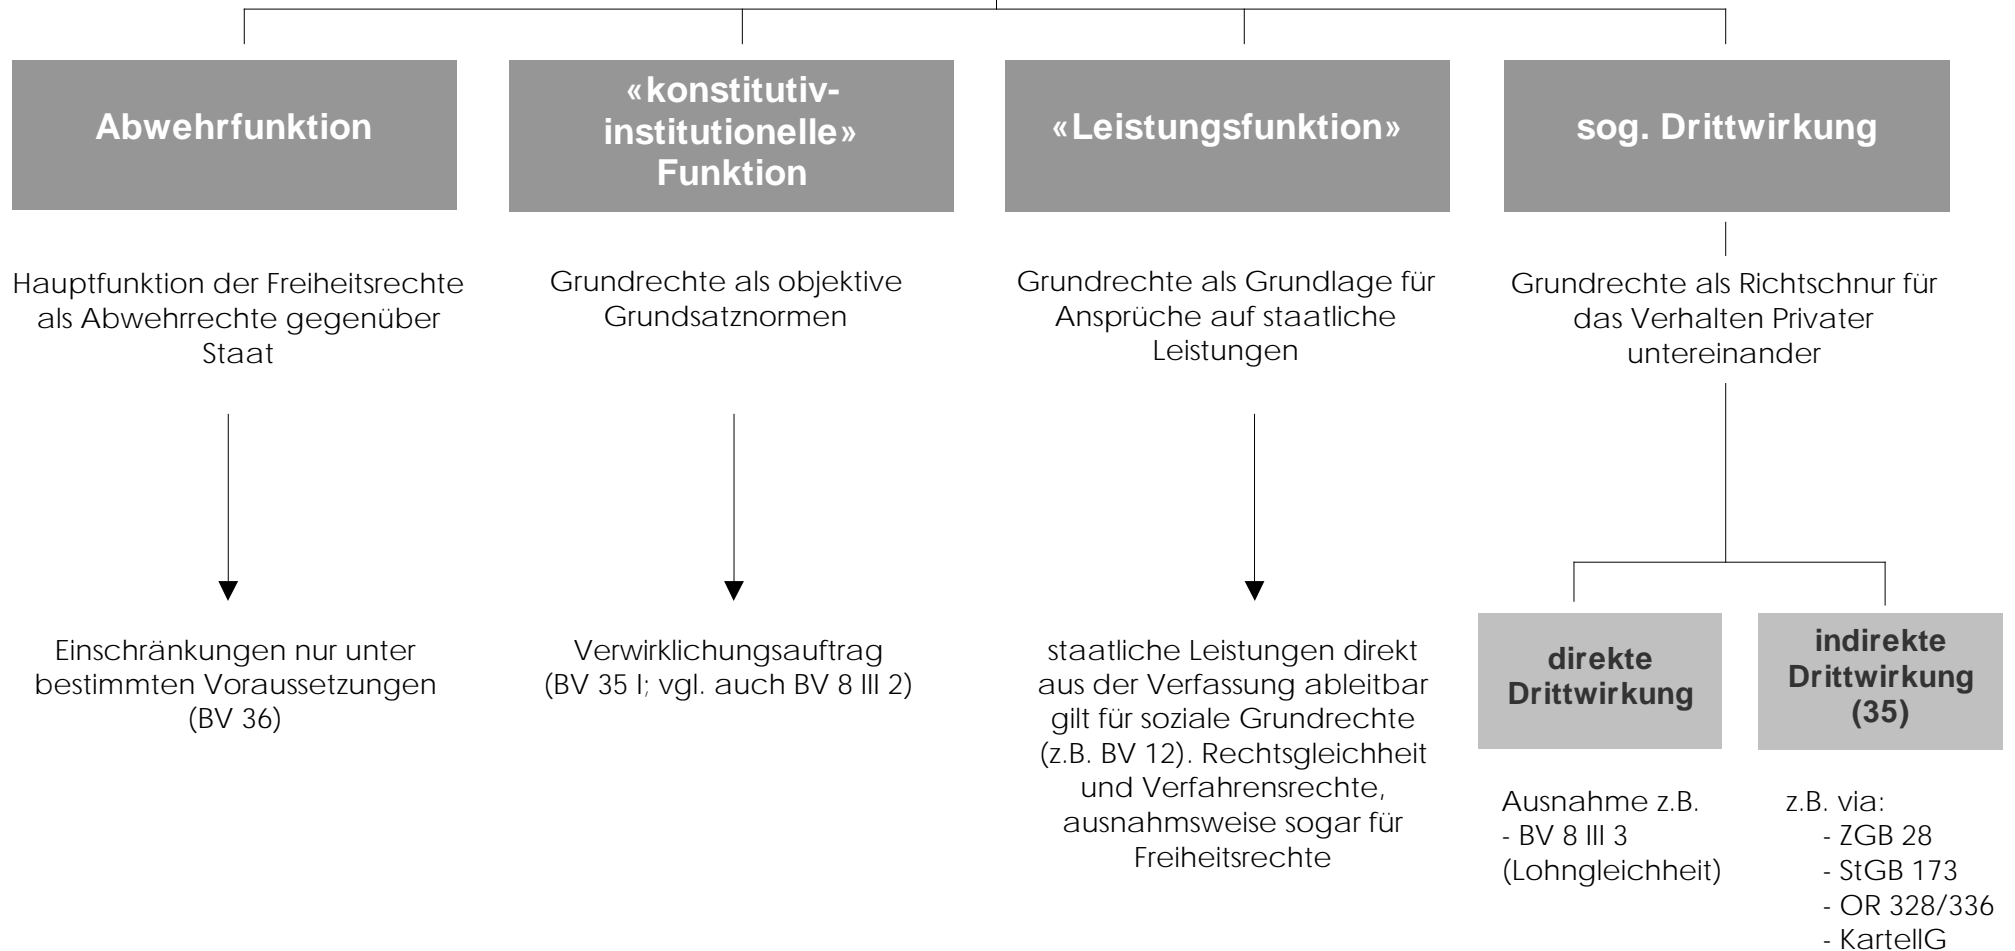 Abwehrfunktion
Hauptfunktion der Freiheitsrechte
als Abwehrrechte gegenüber
Staat
Einschränkungen nur unter
bestimmten Voraussetzungen
(BV 36)
«konstitutiv-
institutionelle»
Funktion
Grundrechte als objektive
Grundsatznormen
Verwirklichungsauftrag
(BV 35 I; vgl. auch BV 8 III 2)
«Leistungsfunktion»
Grundrechte als Grundlage für
Ansprüche auf staatliche
Leistungen
staatliche Leistungen direkt
aus der Verfassung ableitbar
gilt für soziale Grundrechte
(z.B. BV 12). Rechtsgleichheit
und Verfahrensrechte,
ausnahmsweise sogar für
Freiheitsrechte
sog. Drittwirkung
Grundrechte als Richtschnur für
das Verhalten Privater
untereinander
direkte
Drittwirkung
Ausnahme z.B.
- BV 8 III 3
(Lohngleichheit)
indirekte
Drittwirkung
(35)
z.B. via:
- ZGB 28
- StGB 173
- OR 328/336
- KartellG